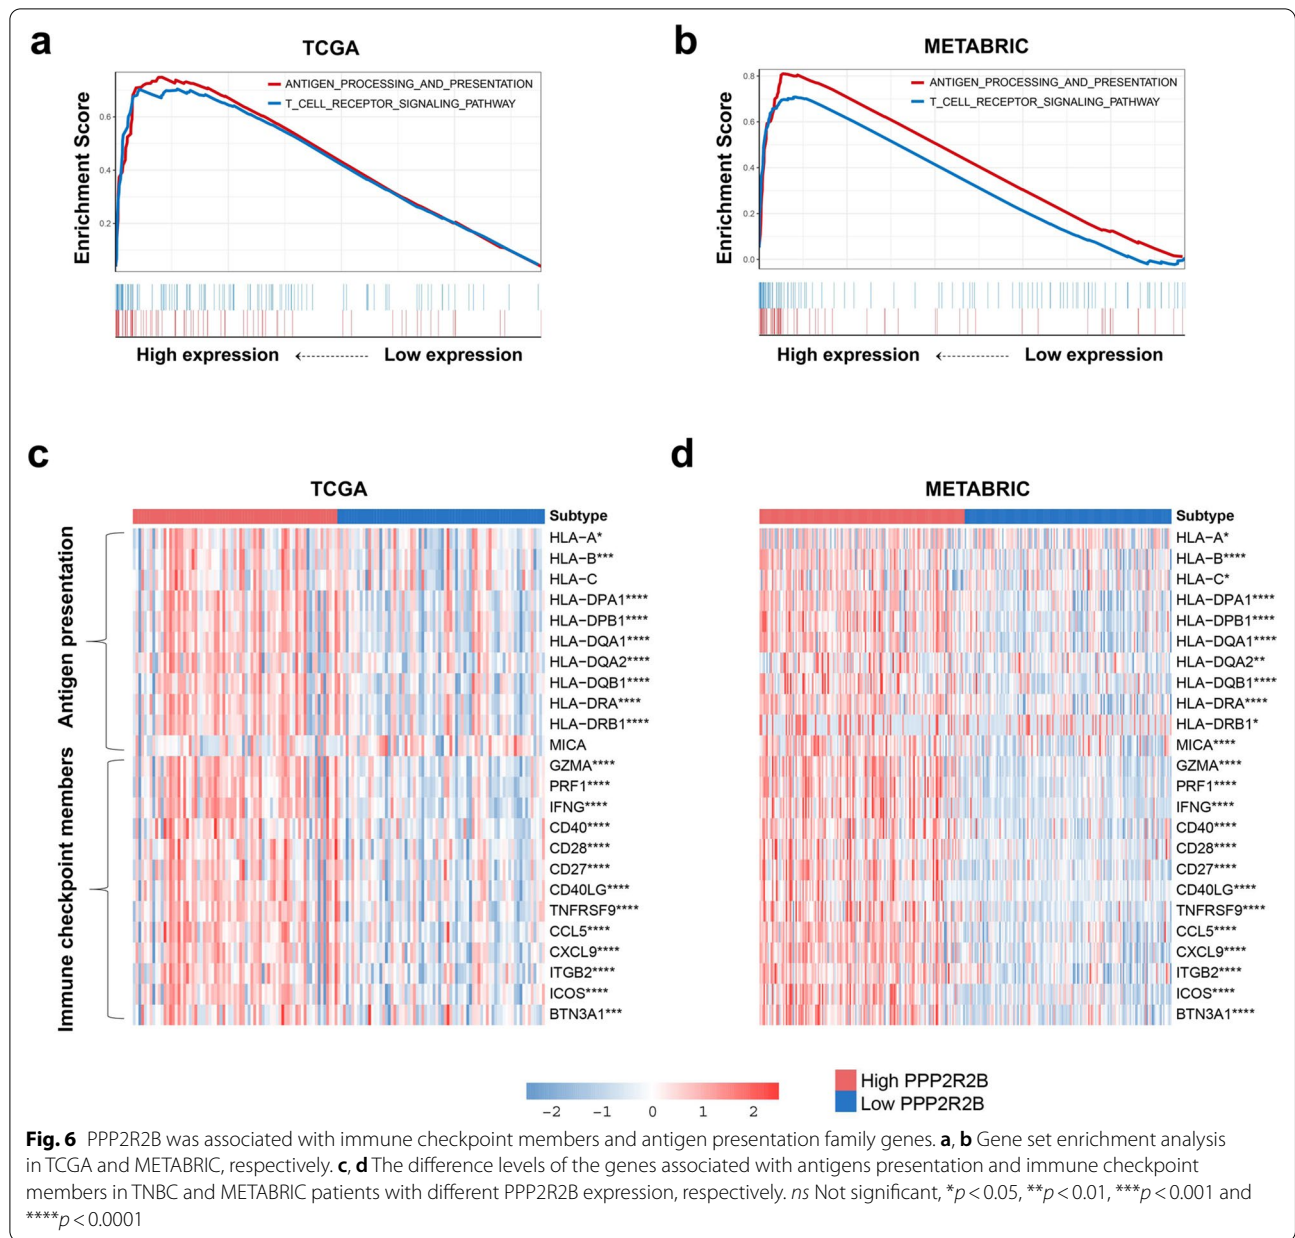 a
TCGA
ANTIGEN_PROCESSING_AND_PRESENTATION
T_CELL_RECEPTOR_SIGNALING_PATHWAY
Enrichment Score
0.6
0.4
0.2
High expression
Low expression
b
METABRIC
ANTIGEN_PROCESSING_AND_PRESENTATION
T_CELL_RECEPTOR_SIGNALING_PATHWAY
Enrichment Score
0.8
0.6
0.4
0.2
0.0
High expression
Low expression
c
TCGA
Antigen presentation
Immune checkpoint members
Subtype
HLA−A*
HLA−B***
HLA−C
HLA−DPA1****
HLA−DPB1****
HLA−DQA1****
HLA−DQA2****
HLA−DQB1****
HLA−DRA****
HLA−DRB1****
MICA
GZMA****
PRF1****
IFNG****
CD40****
CD28****
CD27****
CD40LG****
TNFRSF9****
CCL5****
CXCL9****
ITGB2****
ICOS****
BTN3A1***
d
METABRIC
Subtype
HLA−A*
HLA−B****
HLA−C*
HLA−DPA1****
HLA−DPB1****
HLA−DQA1****
HLA−DQA2**
HLA−DQB1****
HLA−DRA****
HLA−DRB1*
MICA****
GZMA****
PRF1****
IFNG****
CD40****
CD28****
CD27****
CD40LG****
TNFRSF9****
CCL5****
CXCL9****
ITGB2****
ICOS****
BTN3A1****
−2 −1 0 1 2
High PPP2R2B
Low PPP2R2B
Fig. 6 PPP2R2B was associated with immune checkpoint members and antigen presentation family genes. a, b Gene set enrichment analysis
in TCGA and METABRIC, respectively. c, d The difference levels of the genes associated with antigens presentation and immune checkpoint
members in TNBC and METABRIC patients with different PPP2R2B expression, respectively. ns Not significant, *p < 0.05, **p < 0.01, ***p < 0.001 and
****p < 0.0001